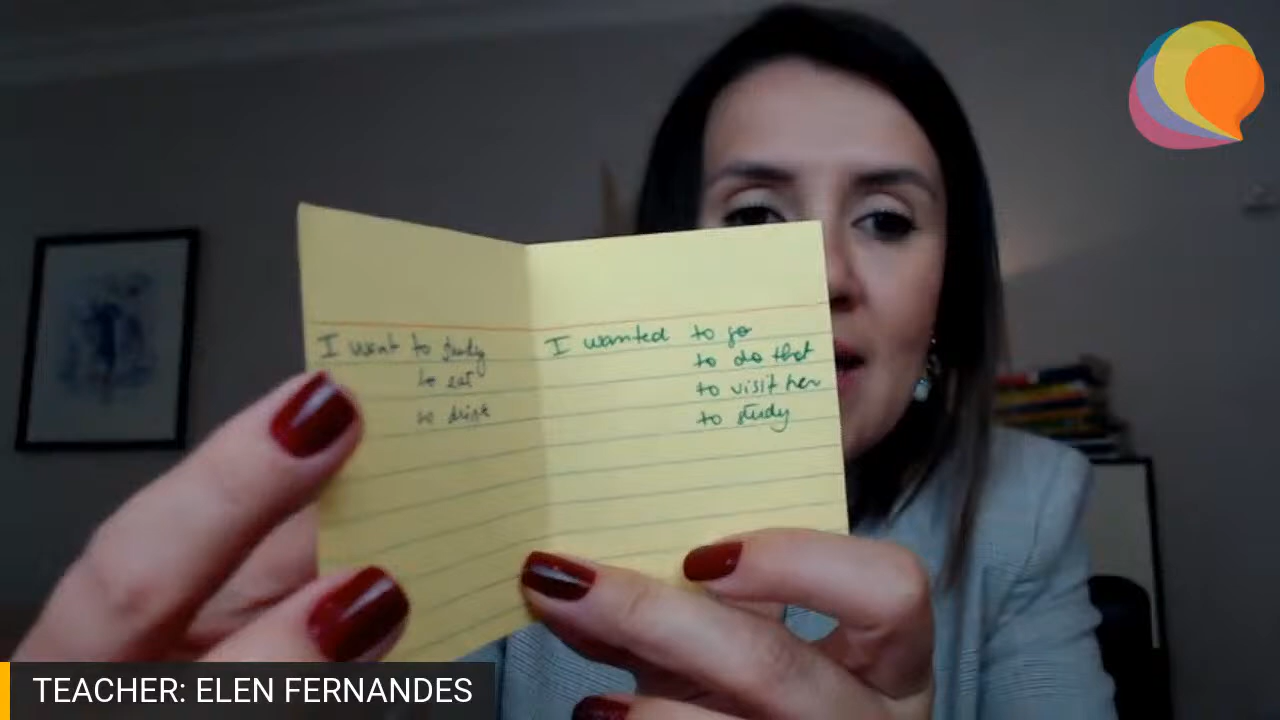 I want to study
to eat
to drink
I wanted to go
to do that
to visit her
to study
TEACHER: ELEN FERNANDES